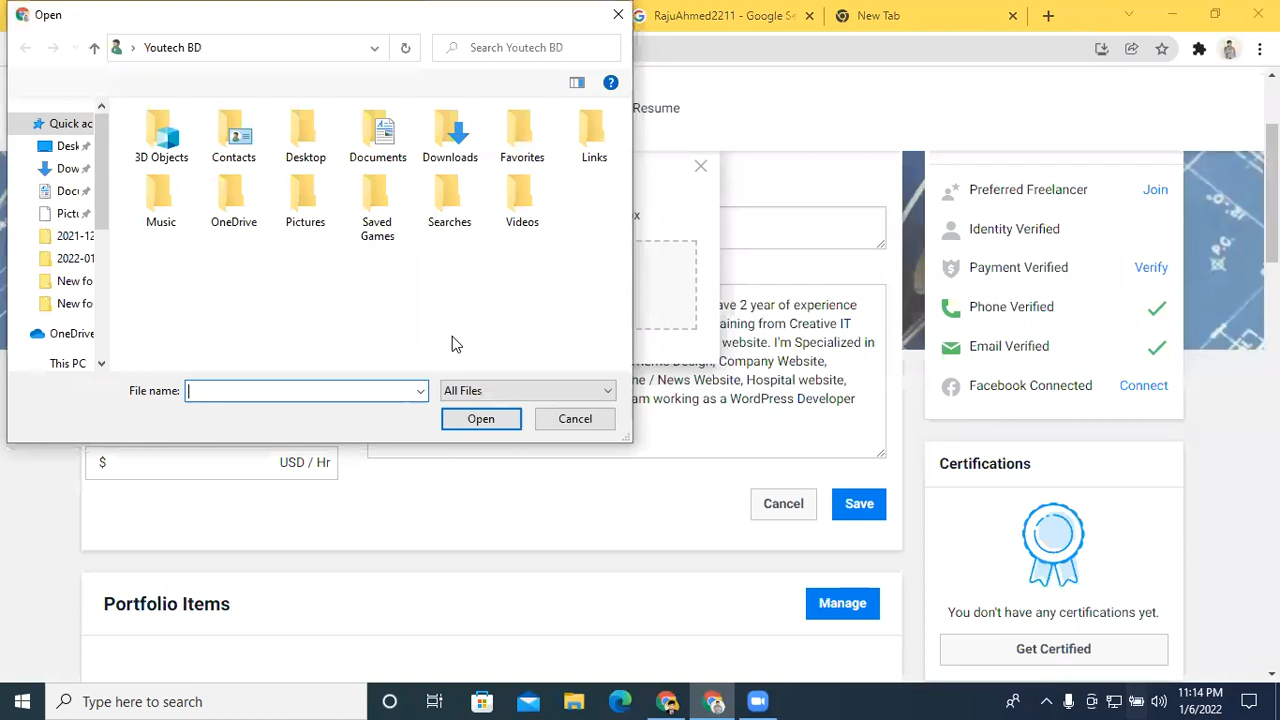 Open
RajuAhmed2211 - Google Se
New Tab
Youtech BD
Search Youtech BD
Resume
Quick ac
Desk
Dow
Docu
Pictu
2021-12
2022-01
New fo
New fo
OneDrive
This PC
3D Objects
Contacts
Desktop
Documents
Downloads
Favorites
Links
Music
OneDrive
Pictures
Saved
Games
Searches
Videos
File name:
All Files
Open
Cancel
x
ave 2 year of experience
aining from Creative IT
website. I'm Specialized in
Company Website,
ne / News Website, Hospital website,
am working as a WordPress Developer
$
USD / Hr
Cancel
Save
Portfolio Items
Manage
Preferred Freelancer
Join
Identity Verified
Payment Verified
Verify
Phone Verified
Email Verified
Facebook Connected
Connect
Certifications
You don't have any certifications yet.
Get Certified
Type here to search
11:14 PM
1/6/2022